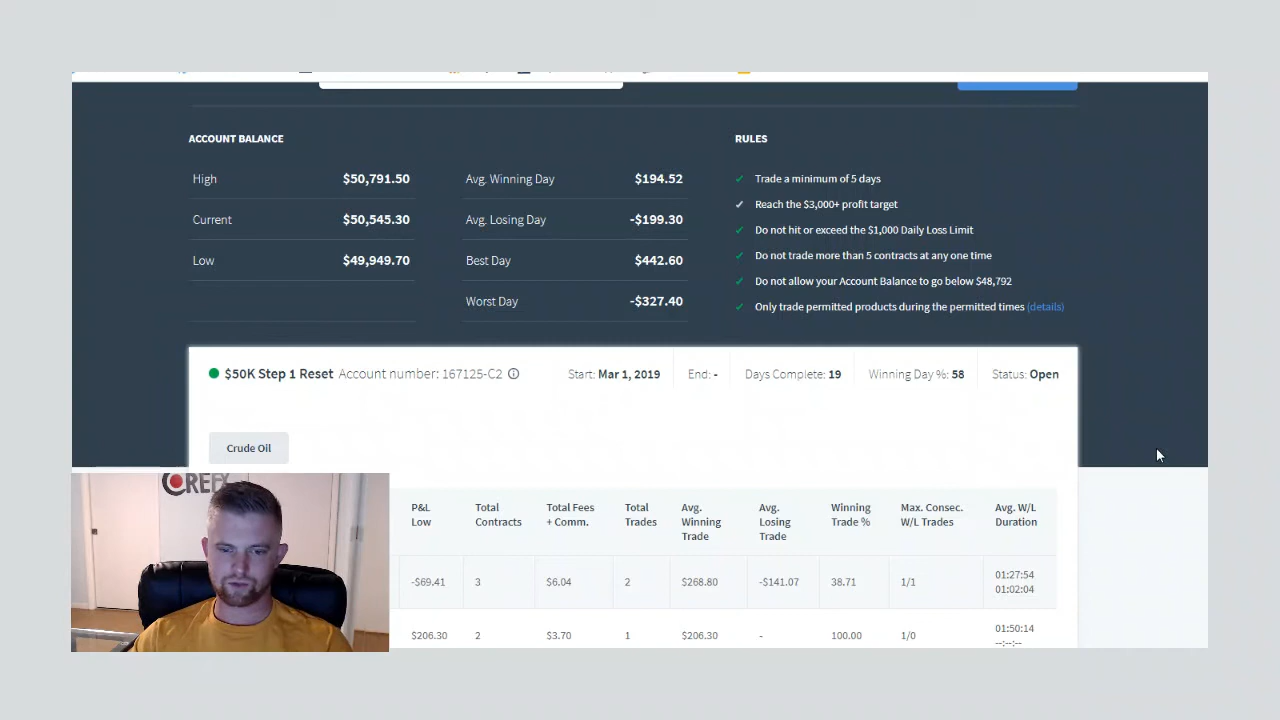 ACCOUNT BALANCE
RULES
High $50,791.50 Avg. Winning Day $194.52
Trade a minimum of 5 days
Reach the $3,000+ profit target
Current $50,545.30 Avg. Losing Day -$199.30
Do not hit or exceed the $1,000 Daily Loss Limit
Do not trade more than 5 contracts at any one time
Low $49,949.70 Best Day $442.60
Do not allow your Account Balance to go below $48,792
Worst Day -$327.40
Only trade permitted products during the permitted times (details)
$50K Step 1 Reset Account number: 167125-C2 Start: Mar 1, 2019 End: - Days Complete: 19 Winning Day %: 58 Status: Open
Crude Oil
P&L Low Total Contracts Total Fees + Comm. Total Trades Avg. Winning Trade Avg. Losing Trade Winning Trade % Max. Consec. W/L Trades Avg. W/L Duration
-$69.41 3 $6.04 2 $268.80 -$141.07 38.71 1/1 01:27:54
01:02:04
$206.30 2 $3.70 1 $206.30 - 100.00 1/0 01:50:14
--:--:--
COREFX